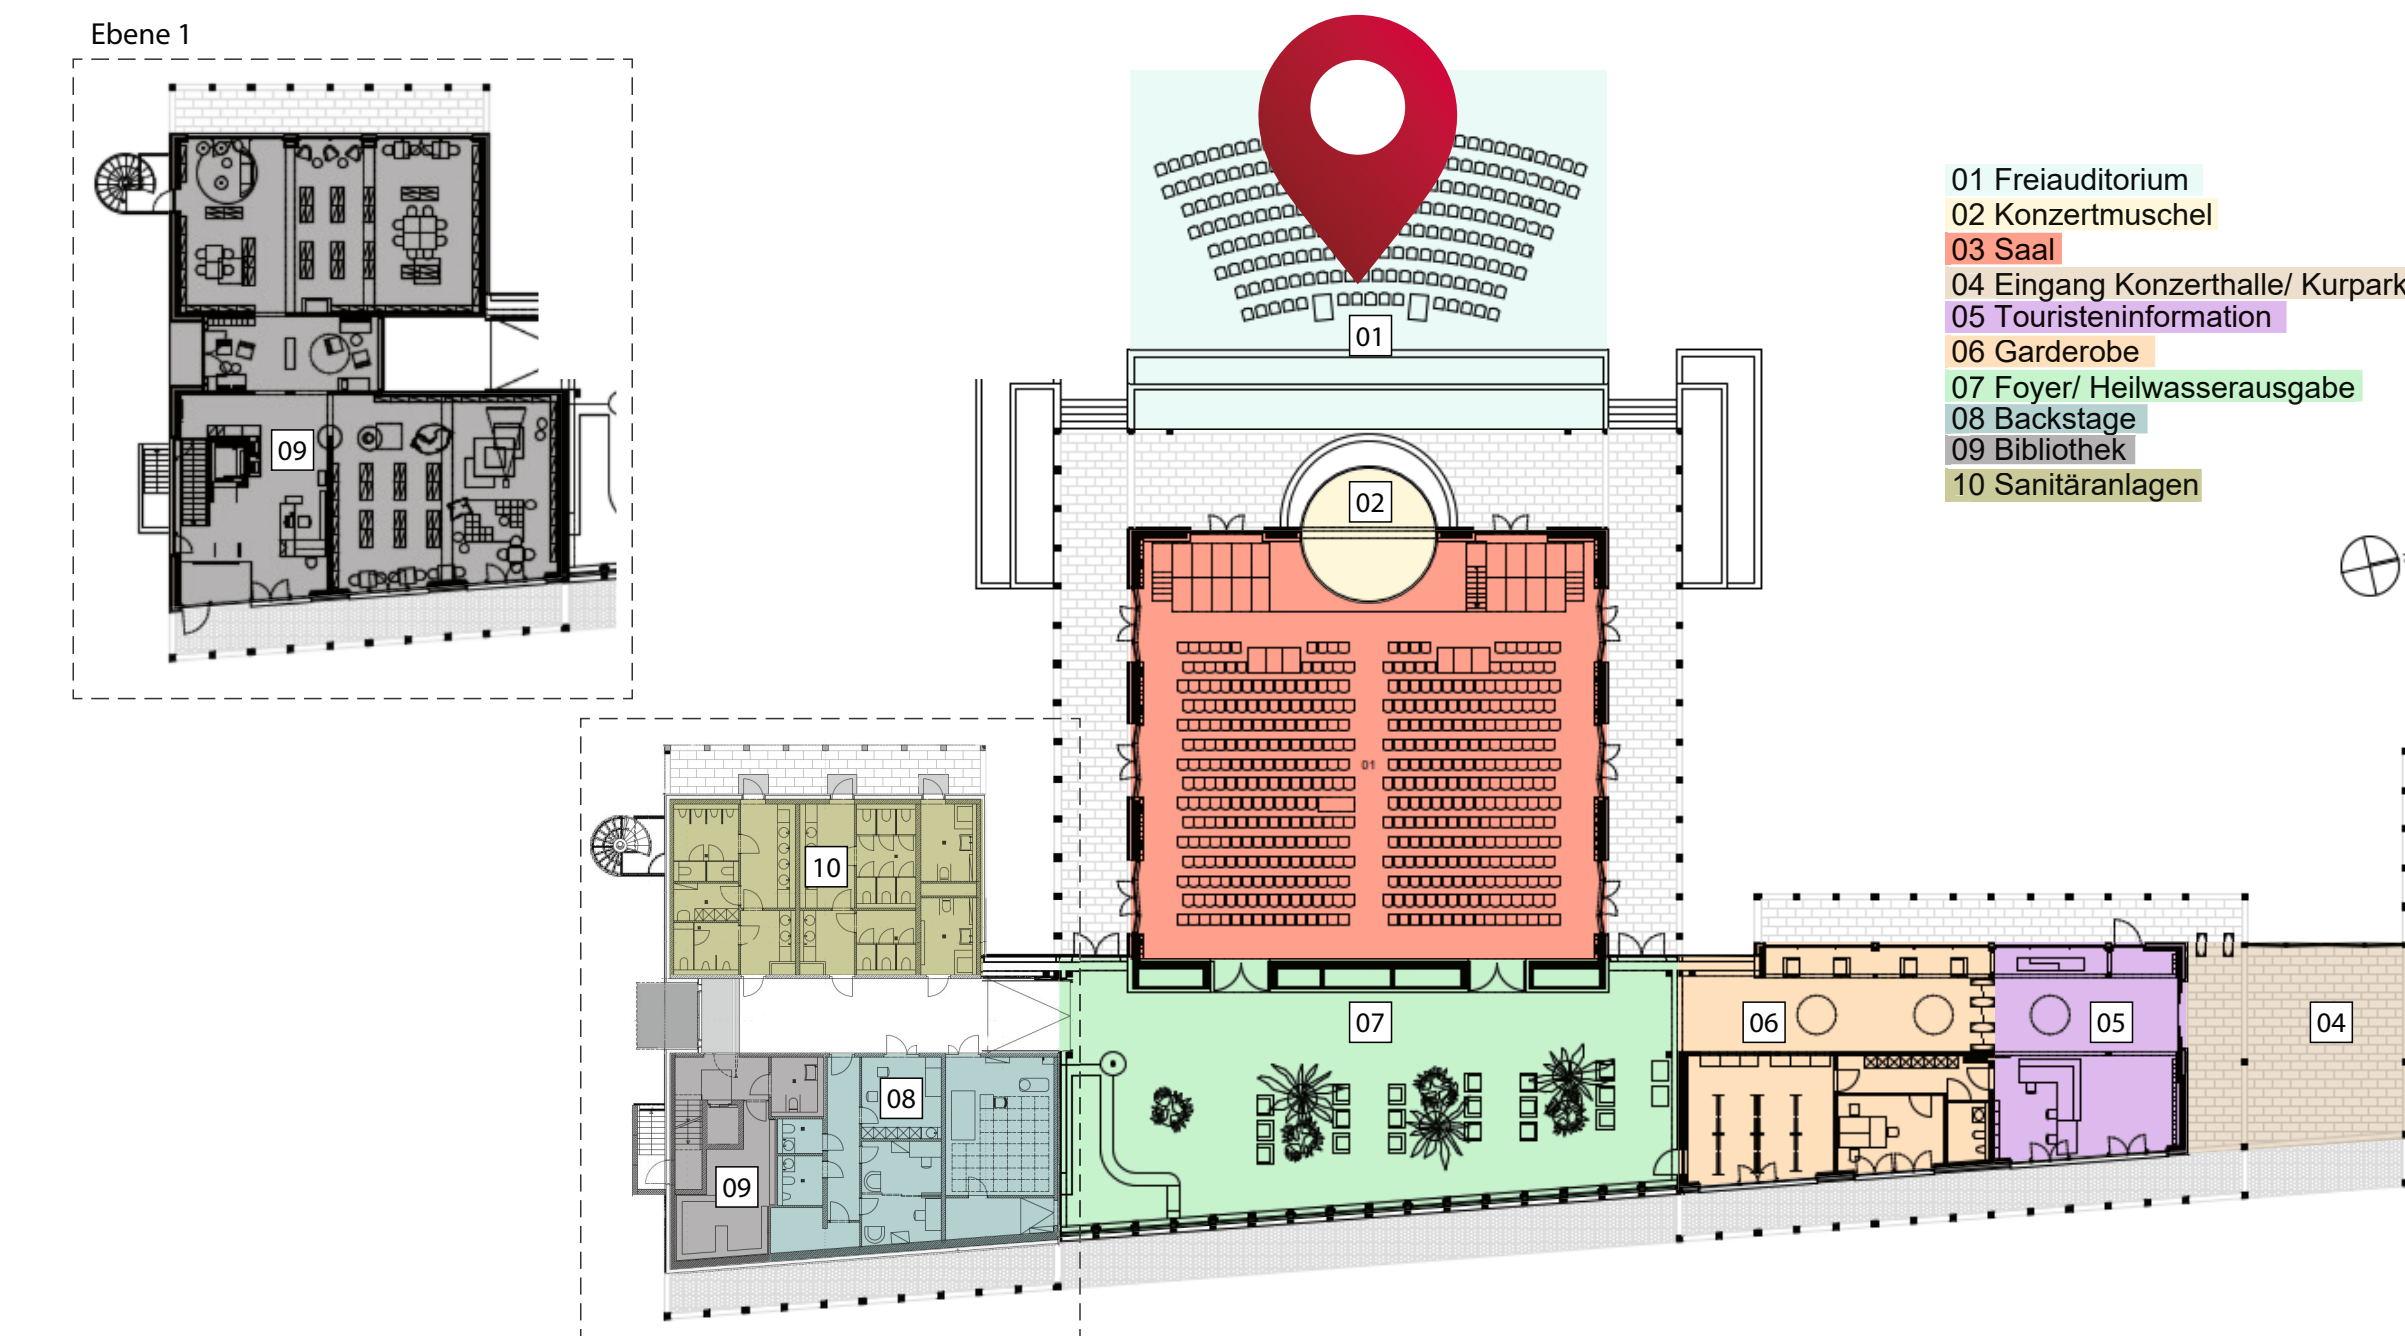 Ebene 1
09
01
02
01
01 Freiauditorium
02 Konzertmuschel
03 Saal
04 Eingang Konzerthalle/ Kurpark
05 Touristeninformation
06 Garderobe
07 Foyer/ Heilwasserausgabe
08 Backstage
09 Bibliothek
10 Sanitäranlagen
10
08
09
07
06
05
04